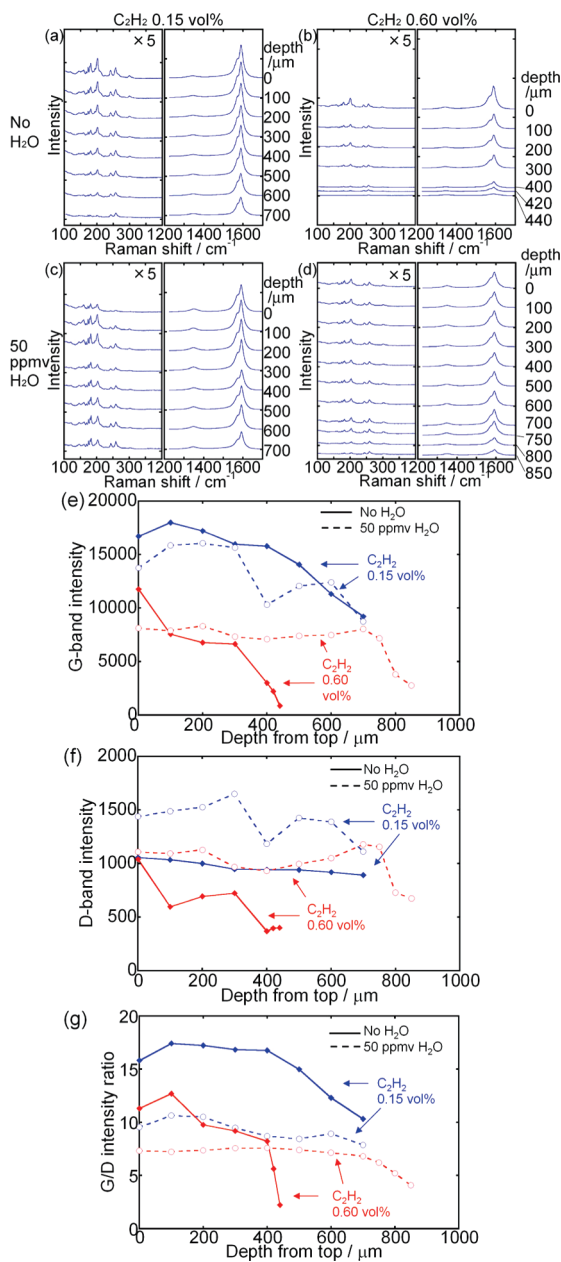 C₂H₂ 0.15 vol%
C₂H₂ 0.60 vol%
(a)
×5
depth
/μm
0
100
200
300
400
500
600
700
No
H₂O
Intensity
100 200 300 1200 1400 1600
Raman shift / cm⁻¹
(b)
×5
depth
/μm
0
100
200
300
400
420
440
Intensity
100 200 300 1200 1400 1600
Raman shift / cm⁻¹
(c)
×5
depth
/μm
0
100
200
300
400
500
600
700
50
ppmv
H₂O
Intensity
100 200 300 1200 1400 1600
Raman shift / cm⁻¹
(d)
×5
depth
/μm
0
100
200
300
400
500
600
700
750
800
850
Intensity
100 200 300 1200 1400 1600
Raman shift / cm⁻¹
(e)
20000
15000
10000
5000
0
G-band intensity
No H₂O
50 ppmv H₂O
C₂H₂
0.15 vol%
C₂H₂
0.60
vol%
0 200 400 600 800 1000
Depth from top / μm
(f)
2000
1500
1000
500
0
D-band intensity
No H₂O
50 ppmv H₂O
C₂H₂
0.15 vol%
C₂H₂
0.60 vol%
0 200 400 600 800 1000
Depth from top / μm
(g)
20
15
10
5
0
G/D intensity ratio
No H₂O
50 ppmv H₂O
C₂H₂
0.15 vol%
C₂H₂
0.60 vol%
0 200 400 600 800 1000
Depth from top / μm